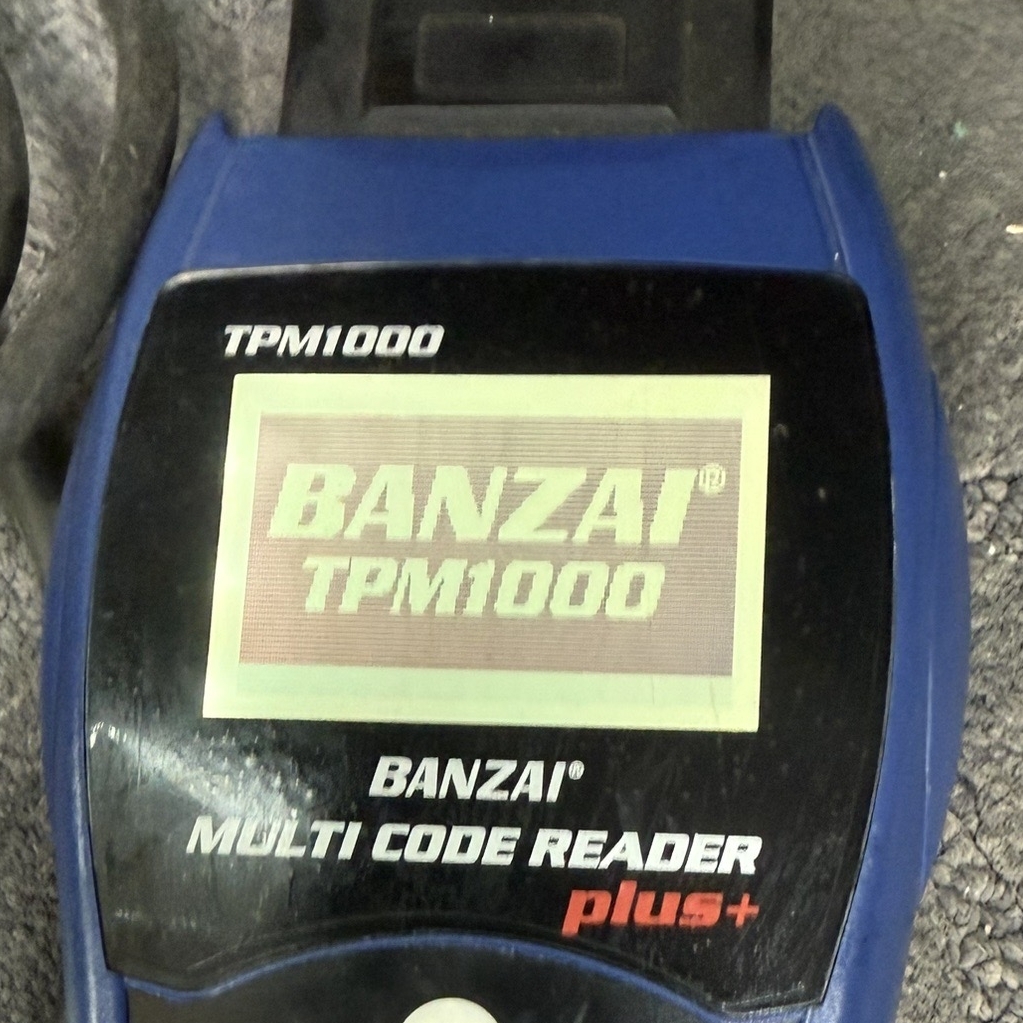 TPM1000
BANZAI®
TPM1000
BANZAI®
MULTI CODE READER
plus+